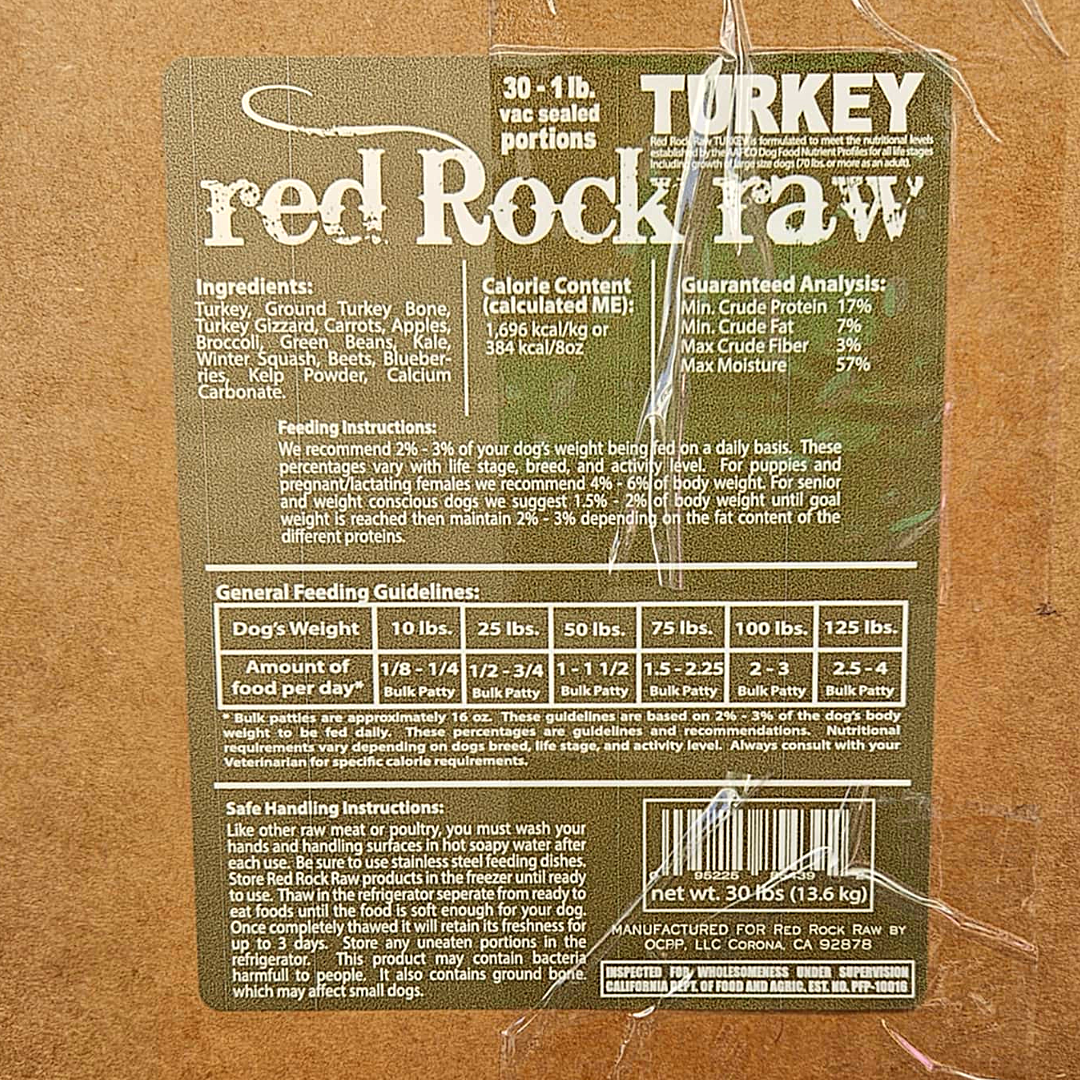 30 - 1 lb.
vac sealed
portions
TURKEY
Red Rock Raw TURKEY is formulated to meet the nutritional levels
established by the AAFCO Dog Food Nutrient Profiles for all life stages
including growth of large size dogs (70 lbs. or more as an adult).
red Rock raw
Ingredients:
Turkey, Ground Turkey Bone,
Turkey Gizzard, Carrots, Apples,
Broccoli, Green Beans, Kale,
Winter Squash, Beets, Blueber-
ries, Kelp Powder, Calcium
Carbonate.
Calorie Content
(calculated ME):
1,696 kcal/kg or
384 kcal/8oz
Guaranteed Analysis:
Min. Crude Protein 17%
Min. Crude Fat 7%
Max Crude Fiber 3%
Max Moisture 57%
Feeding Instructions:
We recommend 2% - 3% of your dog's weight being fed on a daily basis. These
percentages vary with life stage, breed, and activity level. For puppies and
pregnant/lactating females we recommend 4% - 6% of body weight. For senior
and weight conscious dogs we suggest 1.5% - 2% of body weight until goal
weight is reached then maintain 2% - 3% depending on the fat content of the
different proteins.
General Feeding Guidelines:
Dog's Weight 10 lbs. 25 lbs. 50 lbs. 75 lbs. 100 lbs. 125 lbs.
Amount of
food per day* 1/8 - 1/4 1/2 - 3/4 1 - 1 1/2 1.5 - 2.25 2 - 3 2.5 - 4
Bulk Patty Bulk Patty Bulk Patty Bulk Patty Bulk Patty Bulk Patty
* Bulk patties are approximately 16 oz. These guidelines are based on 2% - 3% of the dog's body
weight to be fed daily. These percentages are guidelines and recommendations. Nutritional
requirements vary depending on dogs breed, life stage, and activity level. Always consult with your
Veterinarian for specific calorie requirements.
Safe Handling Instructions:
Like other raw meat or poultry, you must wash your
hands and handling surfaces in hot soapy water after
each use. Be sure to use stainless steel feeding dishes.
Store Red Rock Raw products in the freezer until ready
to use. Thaw in the refrigerator seperate from ready to
eat foods until the food is soft enough for your dog.
Once completely thawed it will retain its freshness for
up to 3 days. Store any uneaten portions in the
refrigerator. This product may contain bacteria
harmfull to people. It also contains ground bone.
which may affect small dogs.
95225
net wt. 30 lbs (13.6 kg)
MANUFACTURED FOR RED ROCK RAW BY
OCPP, LLC CORONA, CA 92878
INSPECTED FOR WHOLESOMENESS UNDER SUPERVISION
CALIFORNIA DEPT. OF FOOD AND AGRIC. EST. NO. PFP-10016